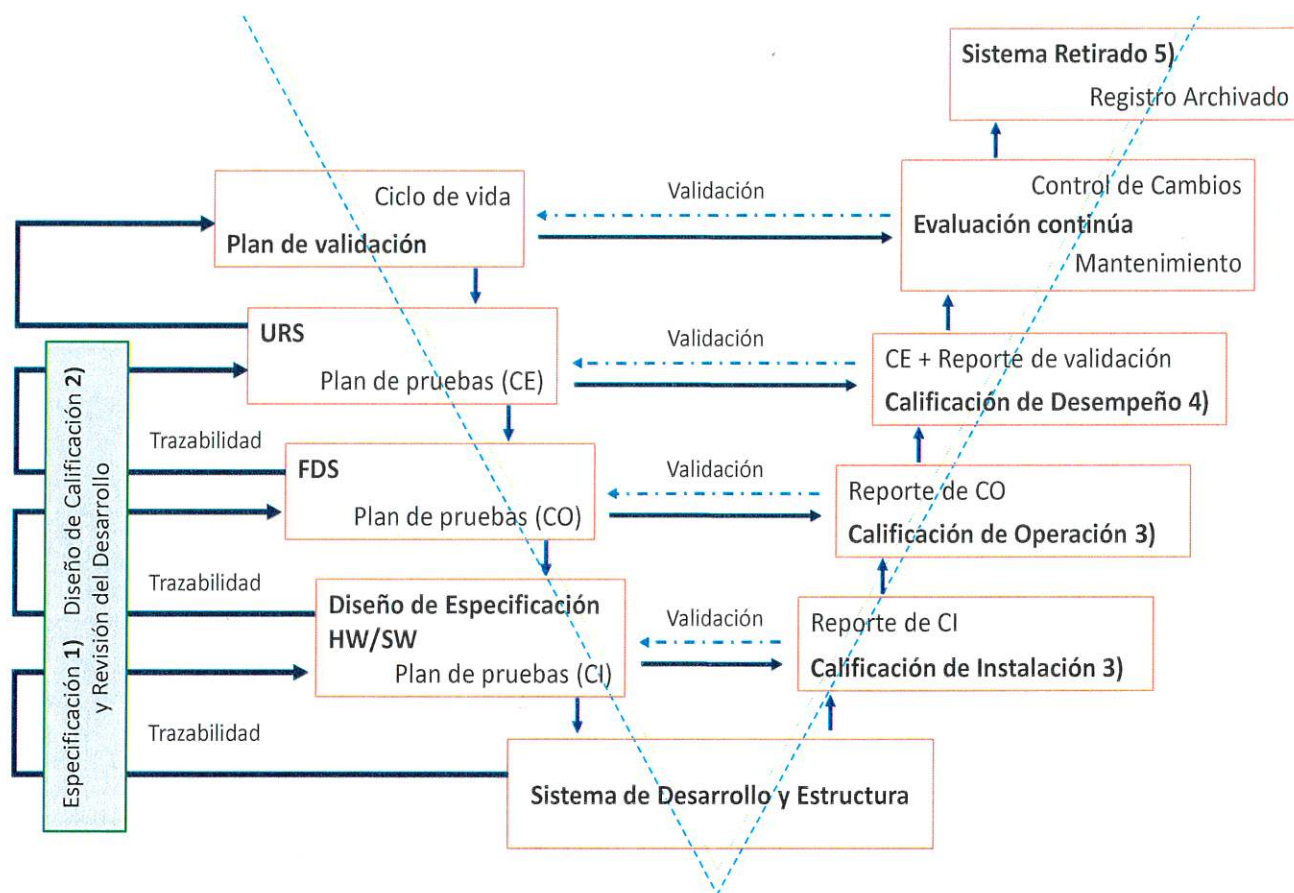 Sistema Retirado 5)
Registro Archivado
Ciclo de vida
Plan de validación
Validación
Control de Cambios
Evaluación continúa
Mantenimiento
URS
Plan de pruebas (CE)
Validación
CE + Reporte de validación
Calificación de Desempeño 4)
Trazabilidad
FDS
Plan de pruebas (CO)
Validación
Reporte de CO
Calificación de Operación 3)
Trazabilidad
Diseño de Especificación
HW/SW
Plan de pruebas (CI)
Validación
Reporte de CI
Calificación de Instalación 3)
Trazabilidad
Sistema de Desarrollo y Estructura
Especificación 1) Diseño de Calificación 2)
y Revisión del Desarrollo